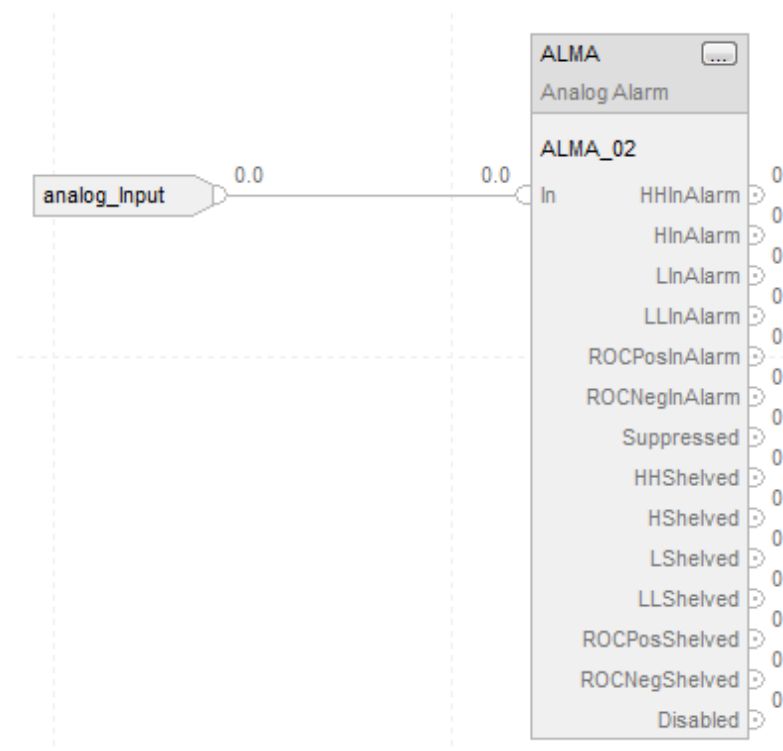 ALMA ...
Analog Alarm
ALMA_02
0
analog_Input 0.0 0.0 In HHInAlarm
0
HInAlarm
0
LInAlarm
0
LLInAlarm
0
ROCPosInAlarm
0
ROCNegInAlarm
0
Suppressed
0
HHShelved
0
HShelved
0
LShelved
0
LLShelved
0
ROCPosShelved
0
ROCNegShelved
0
Disabled